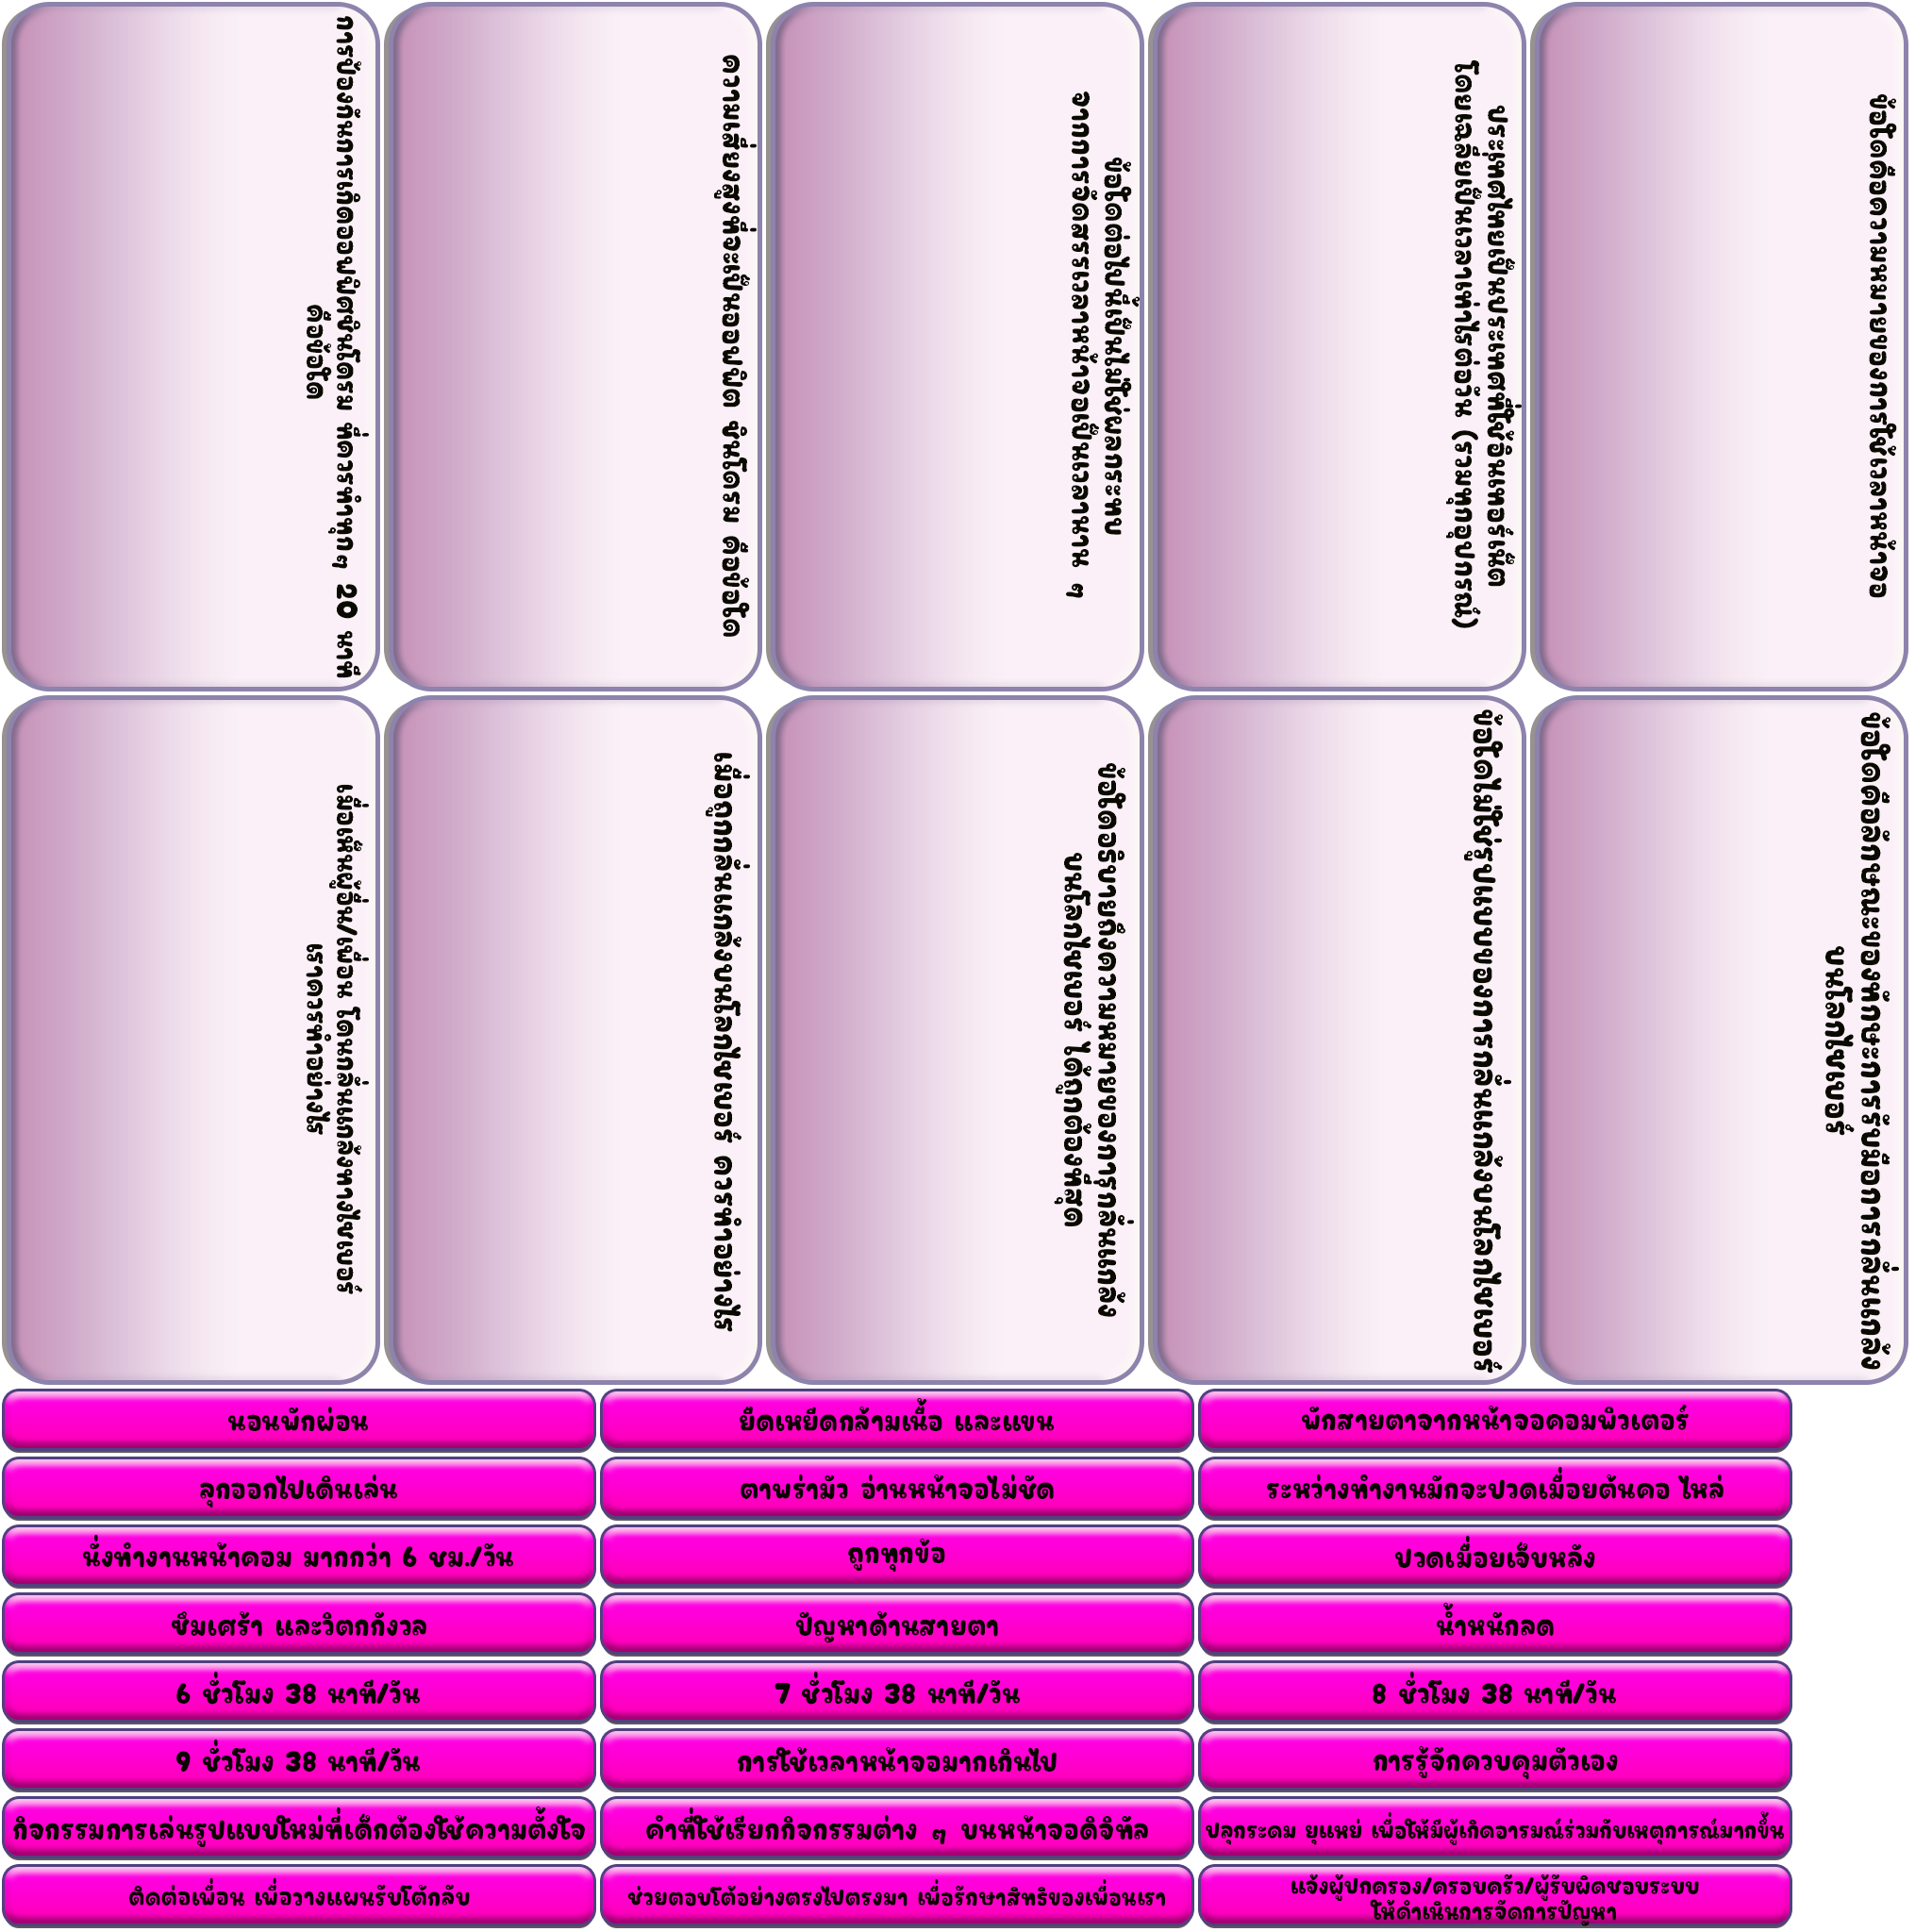 การป้องกันการเกิดออฟฟิศซินโดรม ที่ควรทำทุกๆ 20 นาที
คือข้อใด
ความเสี่ยงสูงที่จะเป็นออฟฟิต ซินโดรม คือข้อใด
ข้อใดต่อไปนี้เป็นไม่ใช่ผลกระทบ
จากการจัดสรรเวลาหน้าจอเป็นเวลานาน ๆ
ประเทศไทยเป็นประเทศที่ใช้อินเทอร์เน็ต
โดยเฉลี่ยเป็นเวลาเท่าไรต่อวัน (รวมทุกอุปกรณ์)
ข้อใดคือความหมายของการใช้เวลาหน้าจอ
เมื่อเห็นผู้อื่น/เพื่อน โดนกลั่นแกล้งทางไซเบอร์
เราควรทำอย่างไร
เมื่อถูกกลั่นแกล้งบนโลกไซเบอร์ ควรทำอย่างไร
ข้อใดอธิบายถึงความหมายของการกลั่นแกล้ง
บนโลกไซเบอร์ ได้ถูกต้องที่สุด
ข้อใดไม่ใช่รูปแบบของการกลั่นแกล้งบนโลกไซเบอร์
ข้อใดคือลักษณะของทักษะการรับมือการกลั่นแกล้ง
บนโลกไซเบอร์
นอนพักผ่อน
ยืดเหยียดกล้ามเนื้อ และแขน
พักสายตาจากหน้าจอคอมพิวเตอร์
ลุกออกไปเดินเล่น
ตาพร่ามัว อ่านหน้าจอไม่ชัด
ระหว่างทำงานมักจะปวดเมื่อยต้นคอ ไหล่
นั่งทำงานหน้าคอม มากกว่า 6 ชม./วัน
ถูกทุกข้อ
ปวดเมื่อยเจ็บหลัง
ซึมเศร้า และวิตกกังวล
ปัญหาด้านสายตา
น้ำหนักลด
6 ชั่วโมง 38 นาที/วัน
7 ชั่วโมง 38 นาที/วัน
8 ชั่วโมง 38 นาที/วัน
9 ชั่วโมง 38 นาที/วัน
การใช้เวลาหน้าจอมากเกินไป
การรู้จักควบคุมตัวเอง
กิจกรรมการเล่นรูปแบบใหม่ที่เด็กต้องใช้ความตั้งใจ
คำที่ใช้เรียกกิจกรรมต่าง ๆ บนหน้าจอดิจิทัล
ปลุกระดม ยุแหย่ เพื่อให้มีผู้เกิดอารมณ์ร่วมกับเหตุการณ์มากขึ้น
ติดต่อเพื่อน เพื่อวางแผนรับโต้กลับ
ช่วยตอบโต้อย่างตรงไปตรงมา เพื่อรักษาสิทธิของเพื่อนเรา
แจ้งผู้ปกครอง/ครอบครัว/ผู้รับผิดชอบระบบ
ให้ดำเนินการจัดการปัญหา